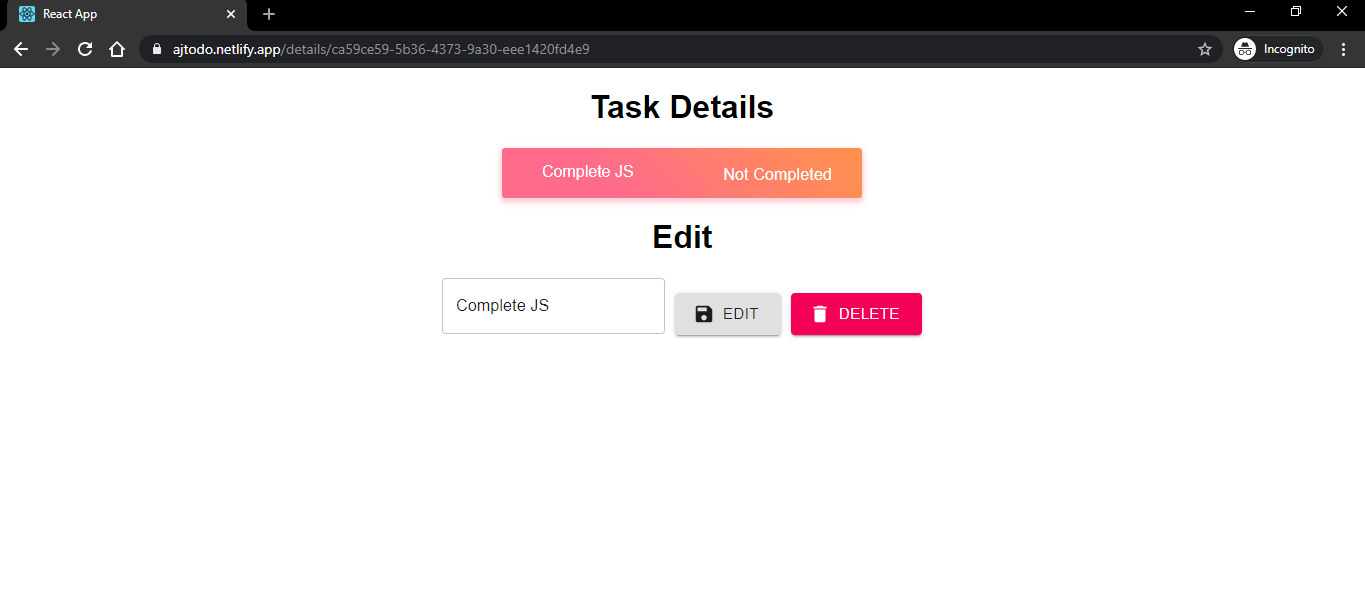 React App
ajtodo.netlify.app/details/ca59ce59-5b36-4373-9a30-eee1420fd4e9
Incognito
Task Details
Complete JS
Not Completed
Edit
Complete JS
EDIT
DELETE